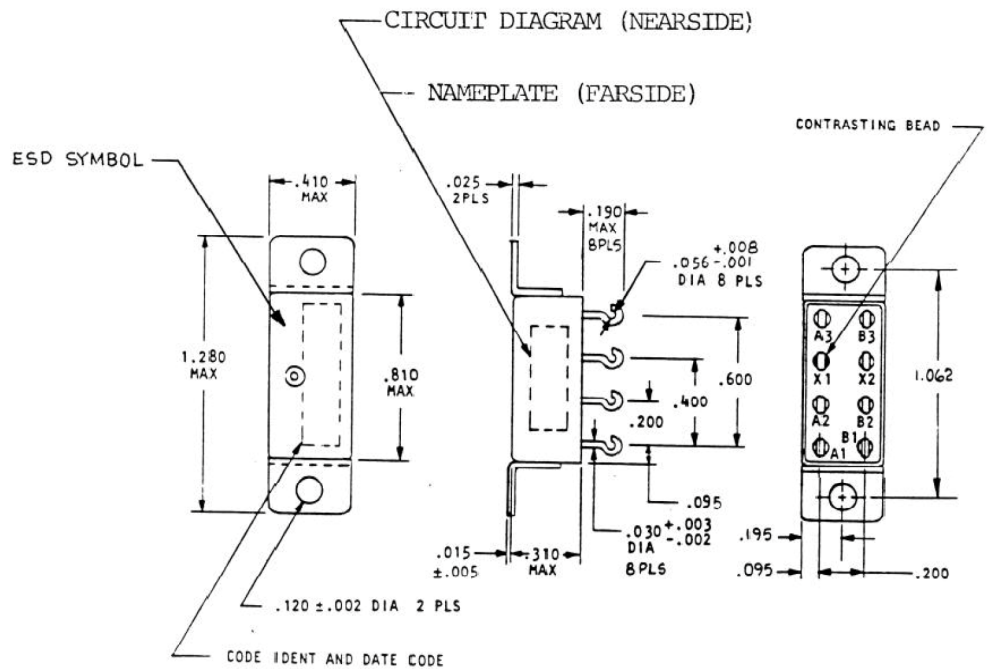 CIRCUIT DIAGRAM (NEARSIDE)
NAMEPLATE (FARSIDE)
CONTRASTING BEAD
ESD SYMBOL
.410
MAX
.025
2PLS
.190
MAX
8PLS
+.008
.056 -.001
DIA 8 PLS
1.280
MAX
.810
MAX
.600
.400
.200
A3 B3
X1 X2
A2 B2
B1
A1
1.062
.095
.030 +.003
-.002
DIA
8PLS
.015
±.005
.310
MAX
.195
.095
.200
.120 ±.002 DIA 2 PLS
CODE IDENT AND DATE CODE